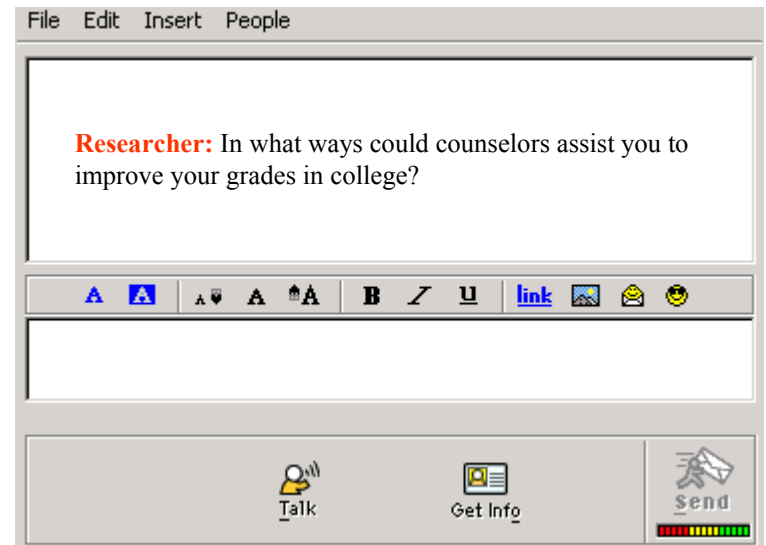 File Edit Insert People
Researcher: In what ways could counselors assist you to
improve your grades in college?
A A A A A B I U link
Talk Get Info Send